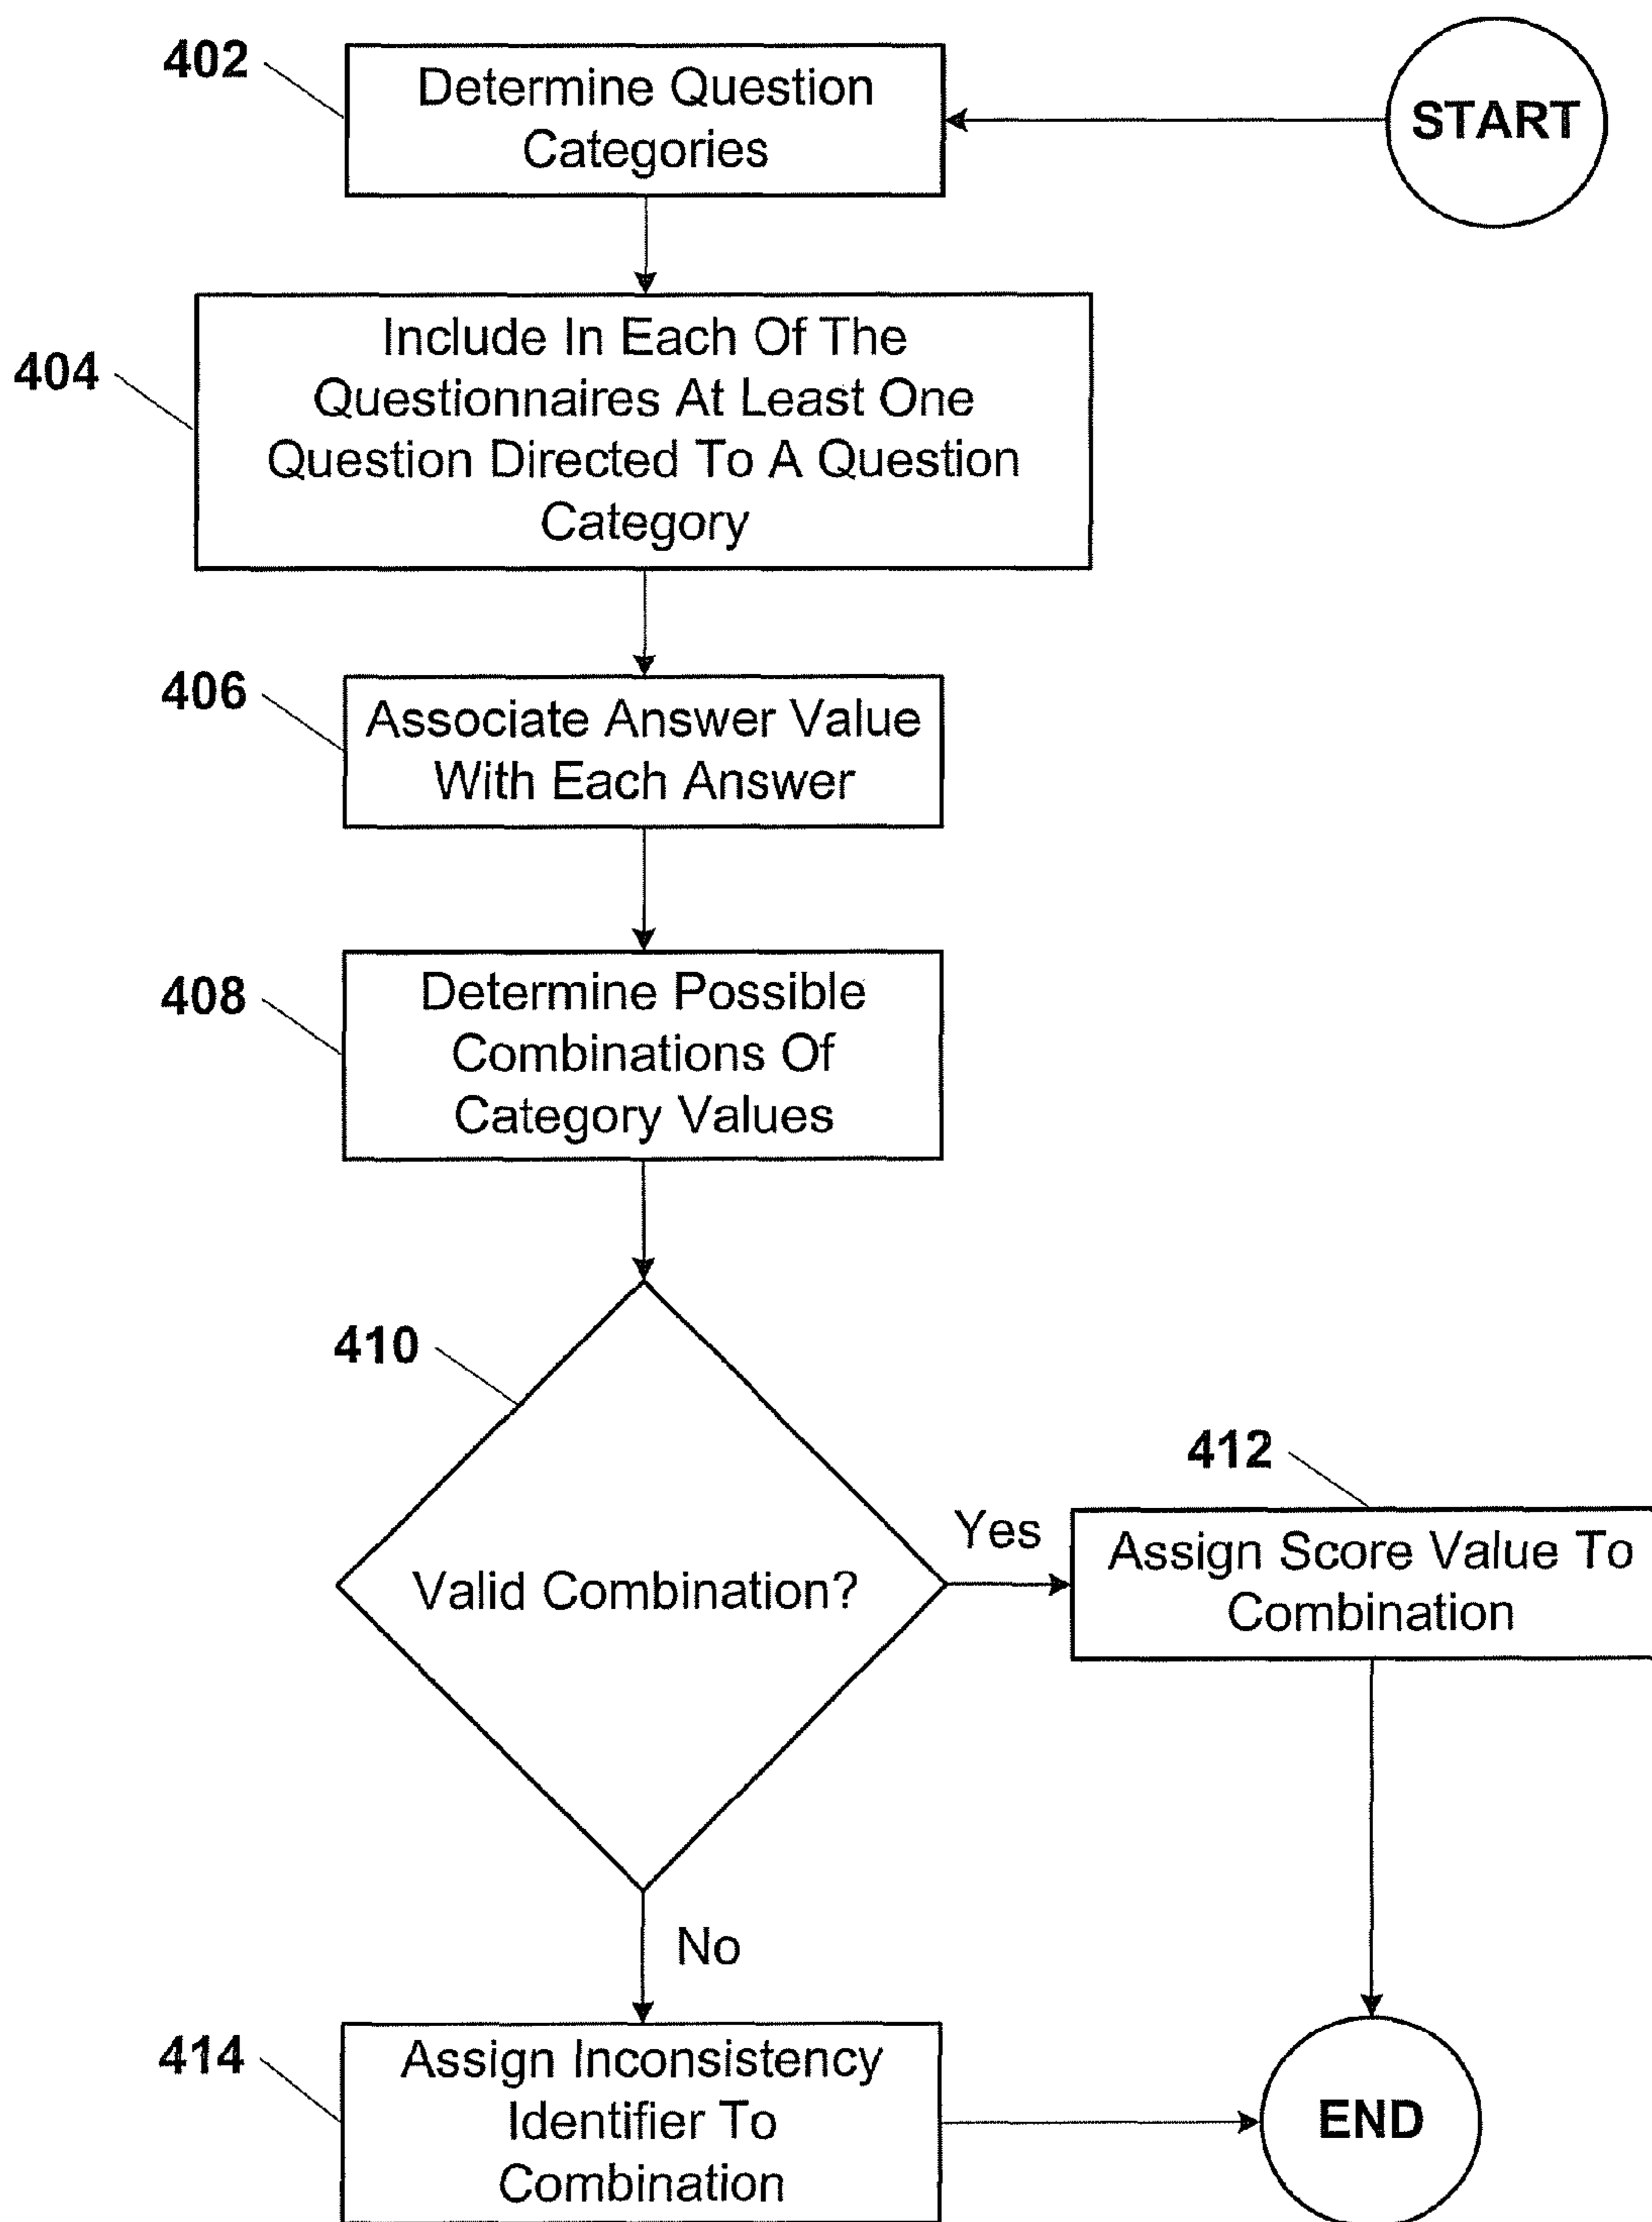 START
402
Determine Question
Categories
404
Include In Each Of The
Questionnaires At Least One
Question Directed To A Question
Category
406
Associate Answer Value
With Each Answer
408
Determine Possible
Combinations Of
Category Values
410
Valid Combination?
Yes
412
Assign Score Value To
Combination
No
414
Assign Inconsistency
Identifier To
Combination
END